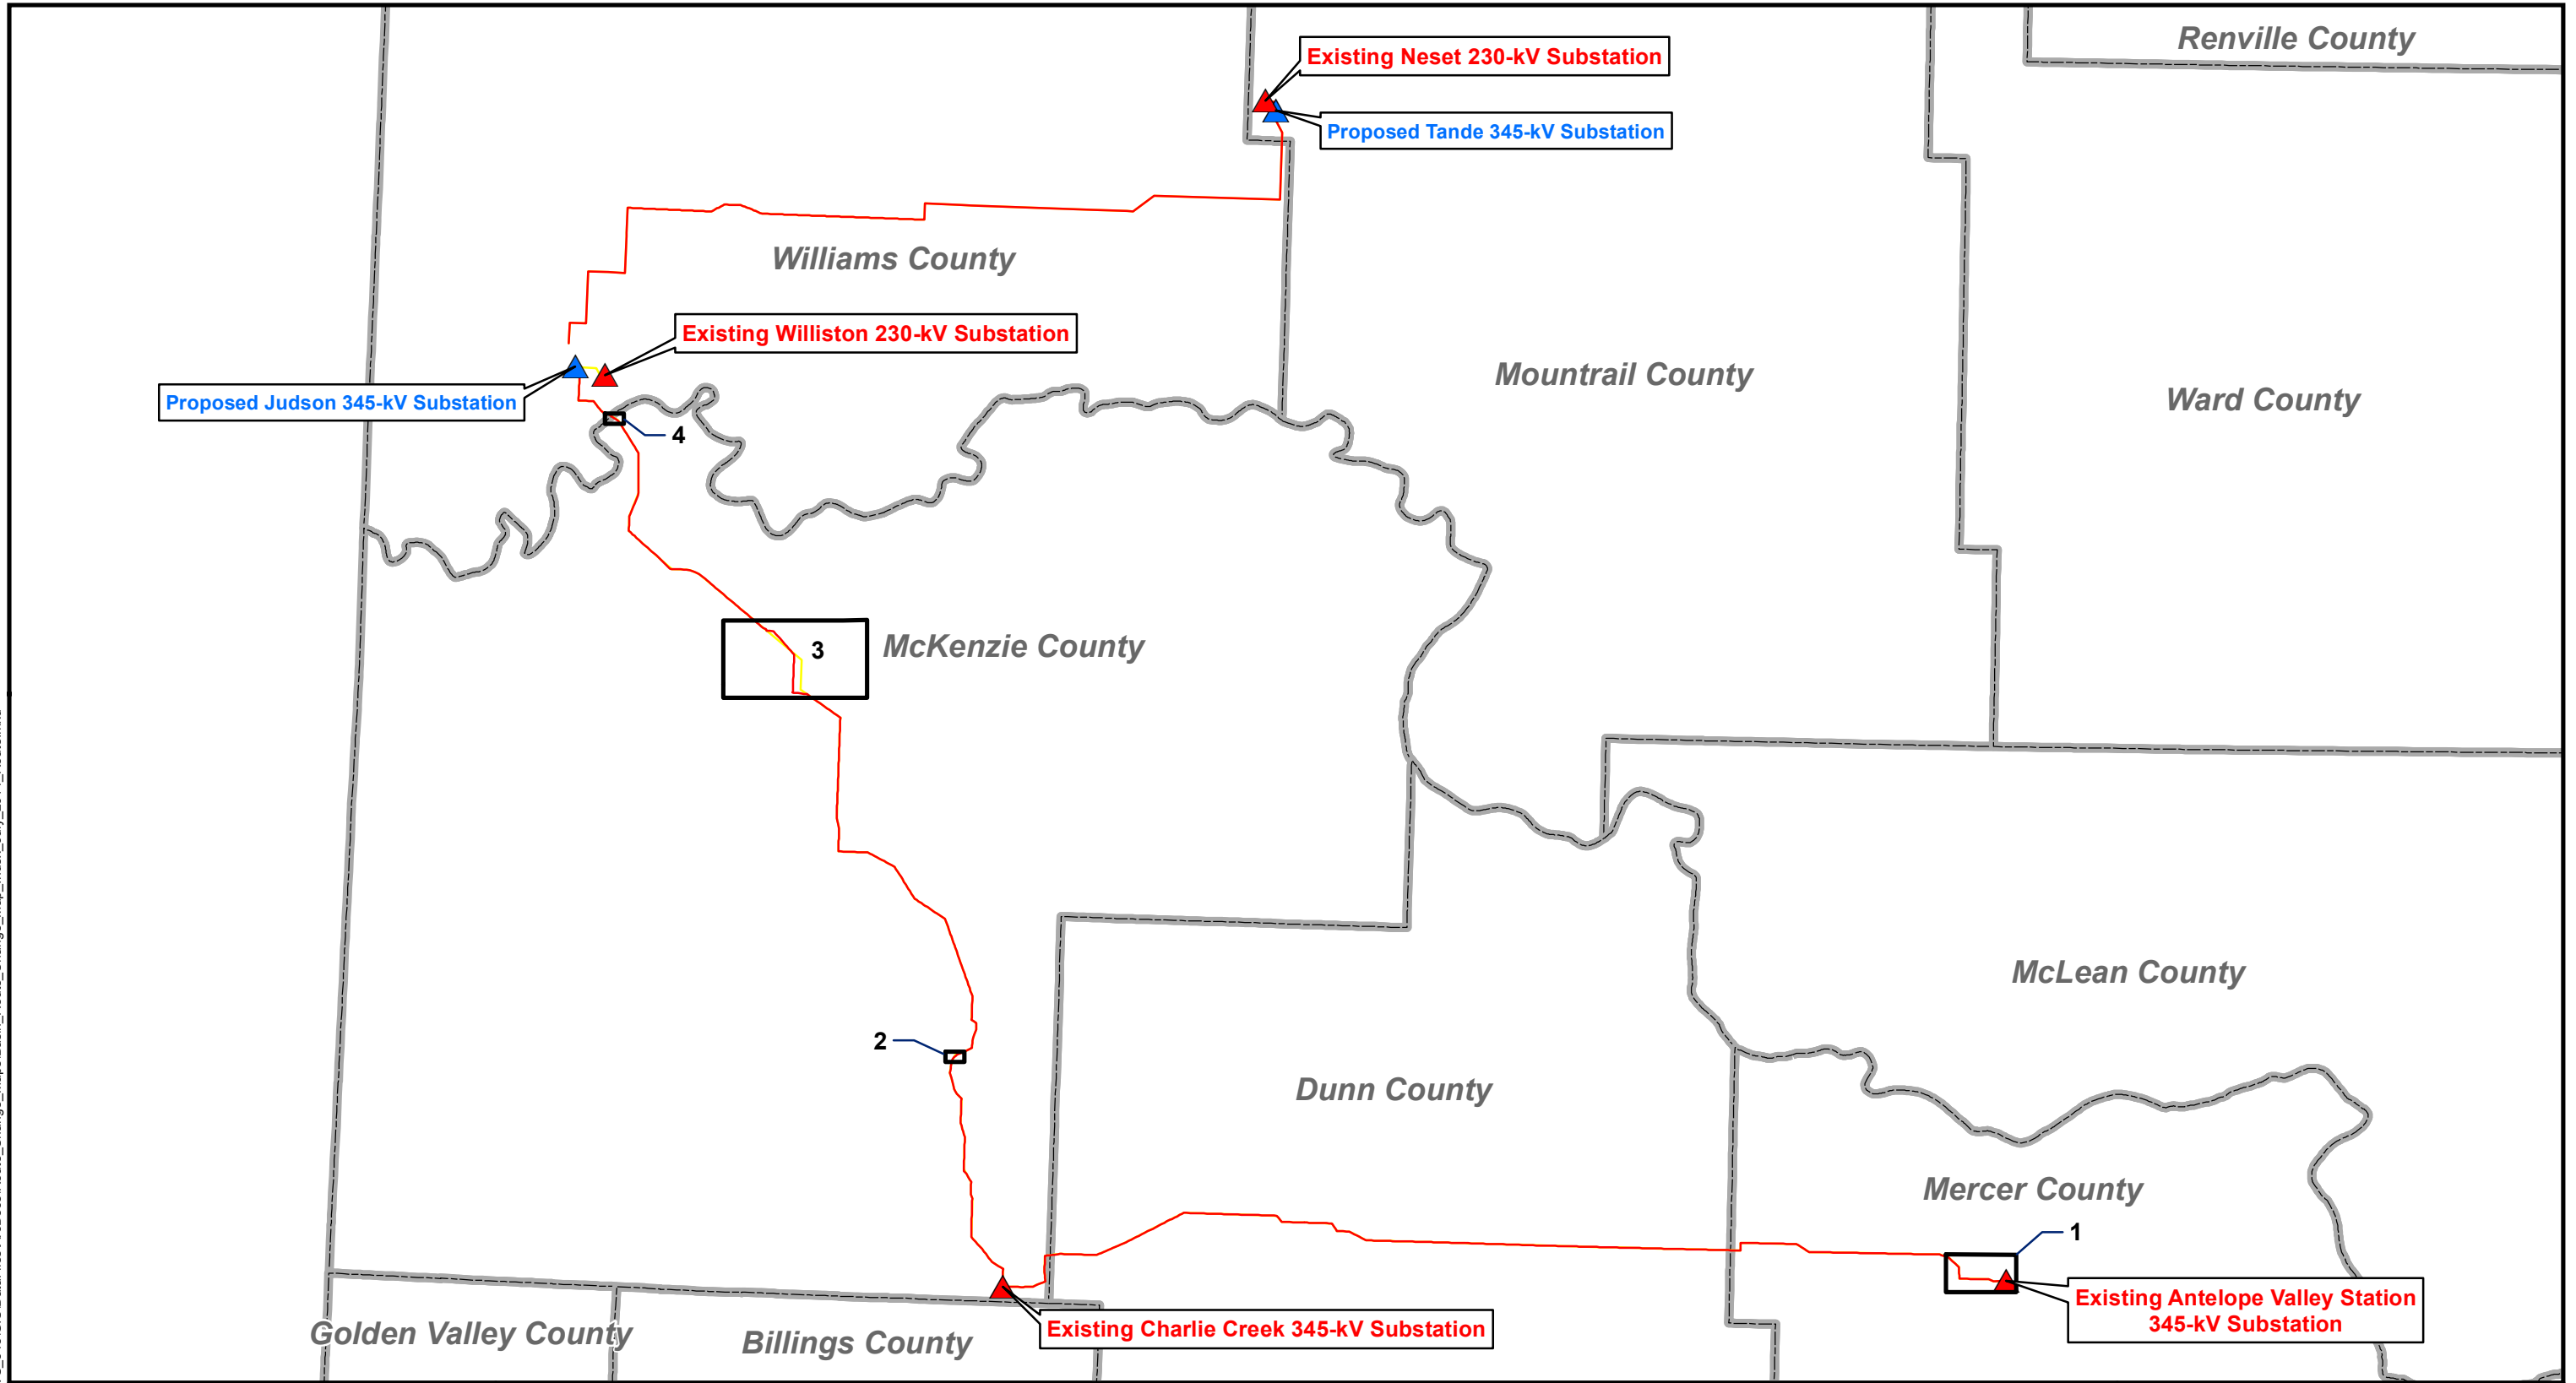 Renville County
Existing Neset 230-kV Substation
Proposed Tande 345-kV Substation
Williams County
Existing Williston 230-kV Substation
Mountrail County
Ward County
Proposed Judson 345-kV Substation
4
3
McKenzie County
McLean County
2
Dunn County
Mercer County
1
Existing Antelope Valley Station
345-kV Substation
Golden Valley County
Billings County
Existing Charlie Creek 345-kV Substation